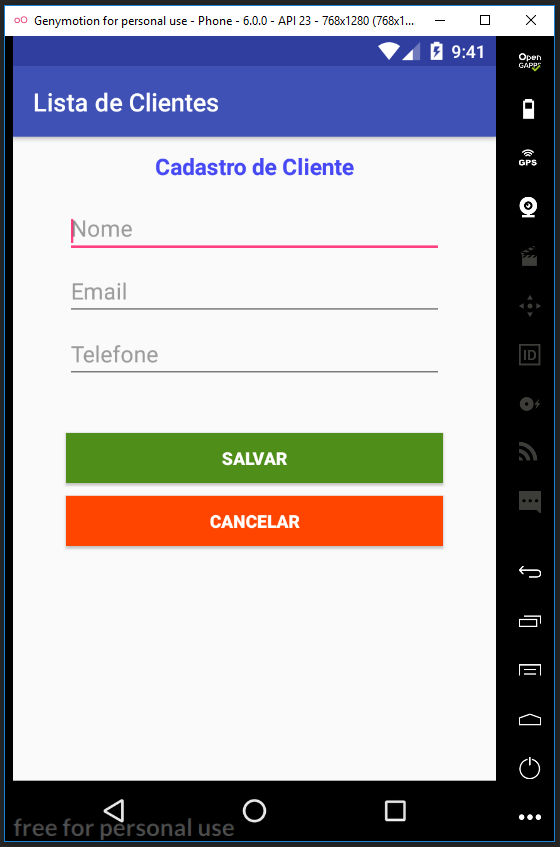 Genymotion for personal use - Phone - 6.0.0 - API 23 - 768x1280 (768x1...
9:41
Open
GAPPS
Lista de Clientes
GPS
Cadastro de Cliente
Nome
Email
Telefone
ID
SALVAR
CANCELAR
free for personal use